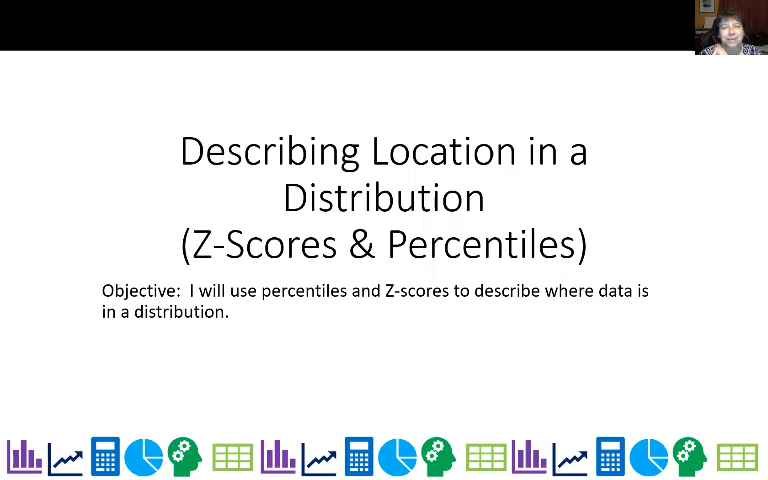 Describing Location in a
Distribution
(Z-Scores & Percentiles)
Objective:  I will use percentiles and Z-scores to describe where data is
in a distribution.